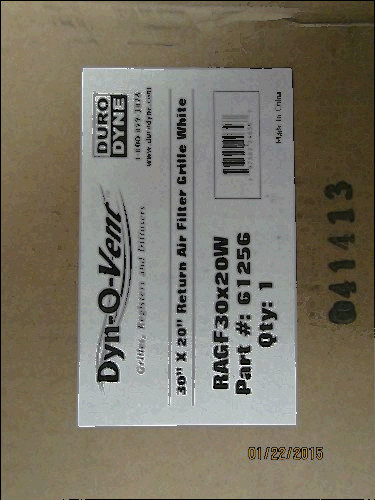 Dyn-O-Vent
Grilles, Registers and Diffusers
DURO
DYNE
1-800-899-3876
www.durodyne.com
30" X 20" Return Air Filter Grille White
RAGF30x20W
Part #: 61256
Qty: 1
Made in China
041413
01/22/2015